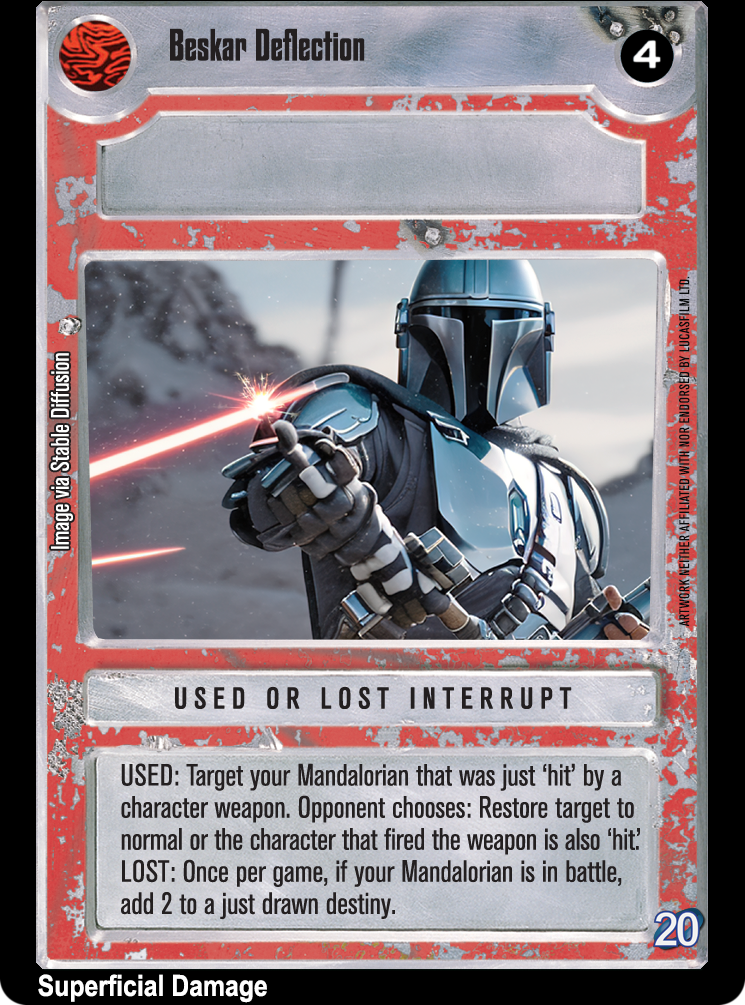 Beskar Deflection
4
Image via Stable Diffusion
ARTWORK NEITHER AFFILIATED WITH NOR ENDORSED BY LUCASFILM LTD.
USED OR LOST INTERRUPT
USED: Target your Mandalorian that was just ‘hit’ by a
character weapon. Opponent chooses: Restore target to
normal or the character that fired the weapon is also ‘hit’.
LOST: Once per game, if your Mandalorian is in battle,
add 2 to a just drawn destiny.
20
Superficial Damage